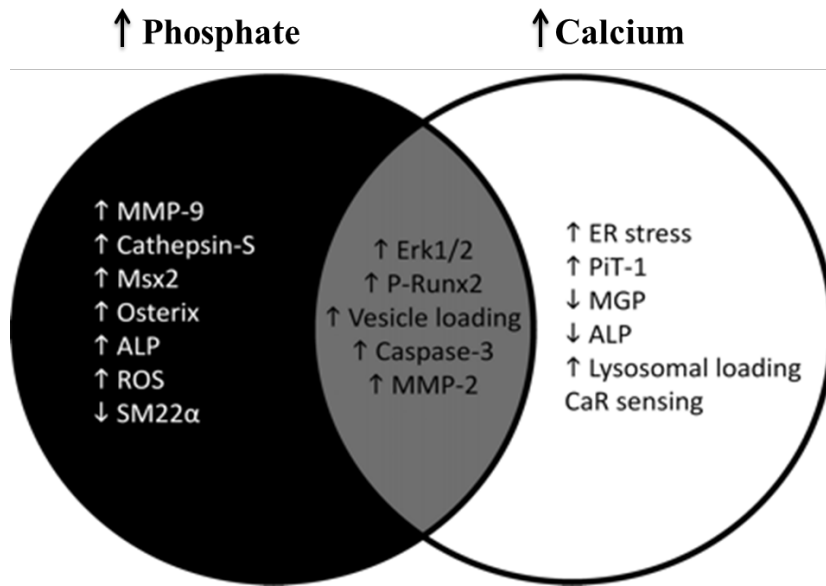 ↑ Phosphate
↑ Calcium
↑ MMP-9
↑ Cathepsin-S
↑ Msx2
↑ Osterix
↑ ALP
↑ ROS
↓ SM22α
↑ Erk1/2
↑ P-Runx2
↑ Vesicle loading
↑ Caspase-3
↑ MMP-2
↑ ER stress
↑ PiT-1
↓ MGP
↓ ALP
↑ Lysosomal loading
CaR sensing